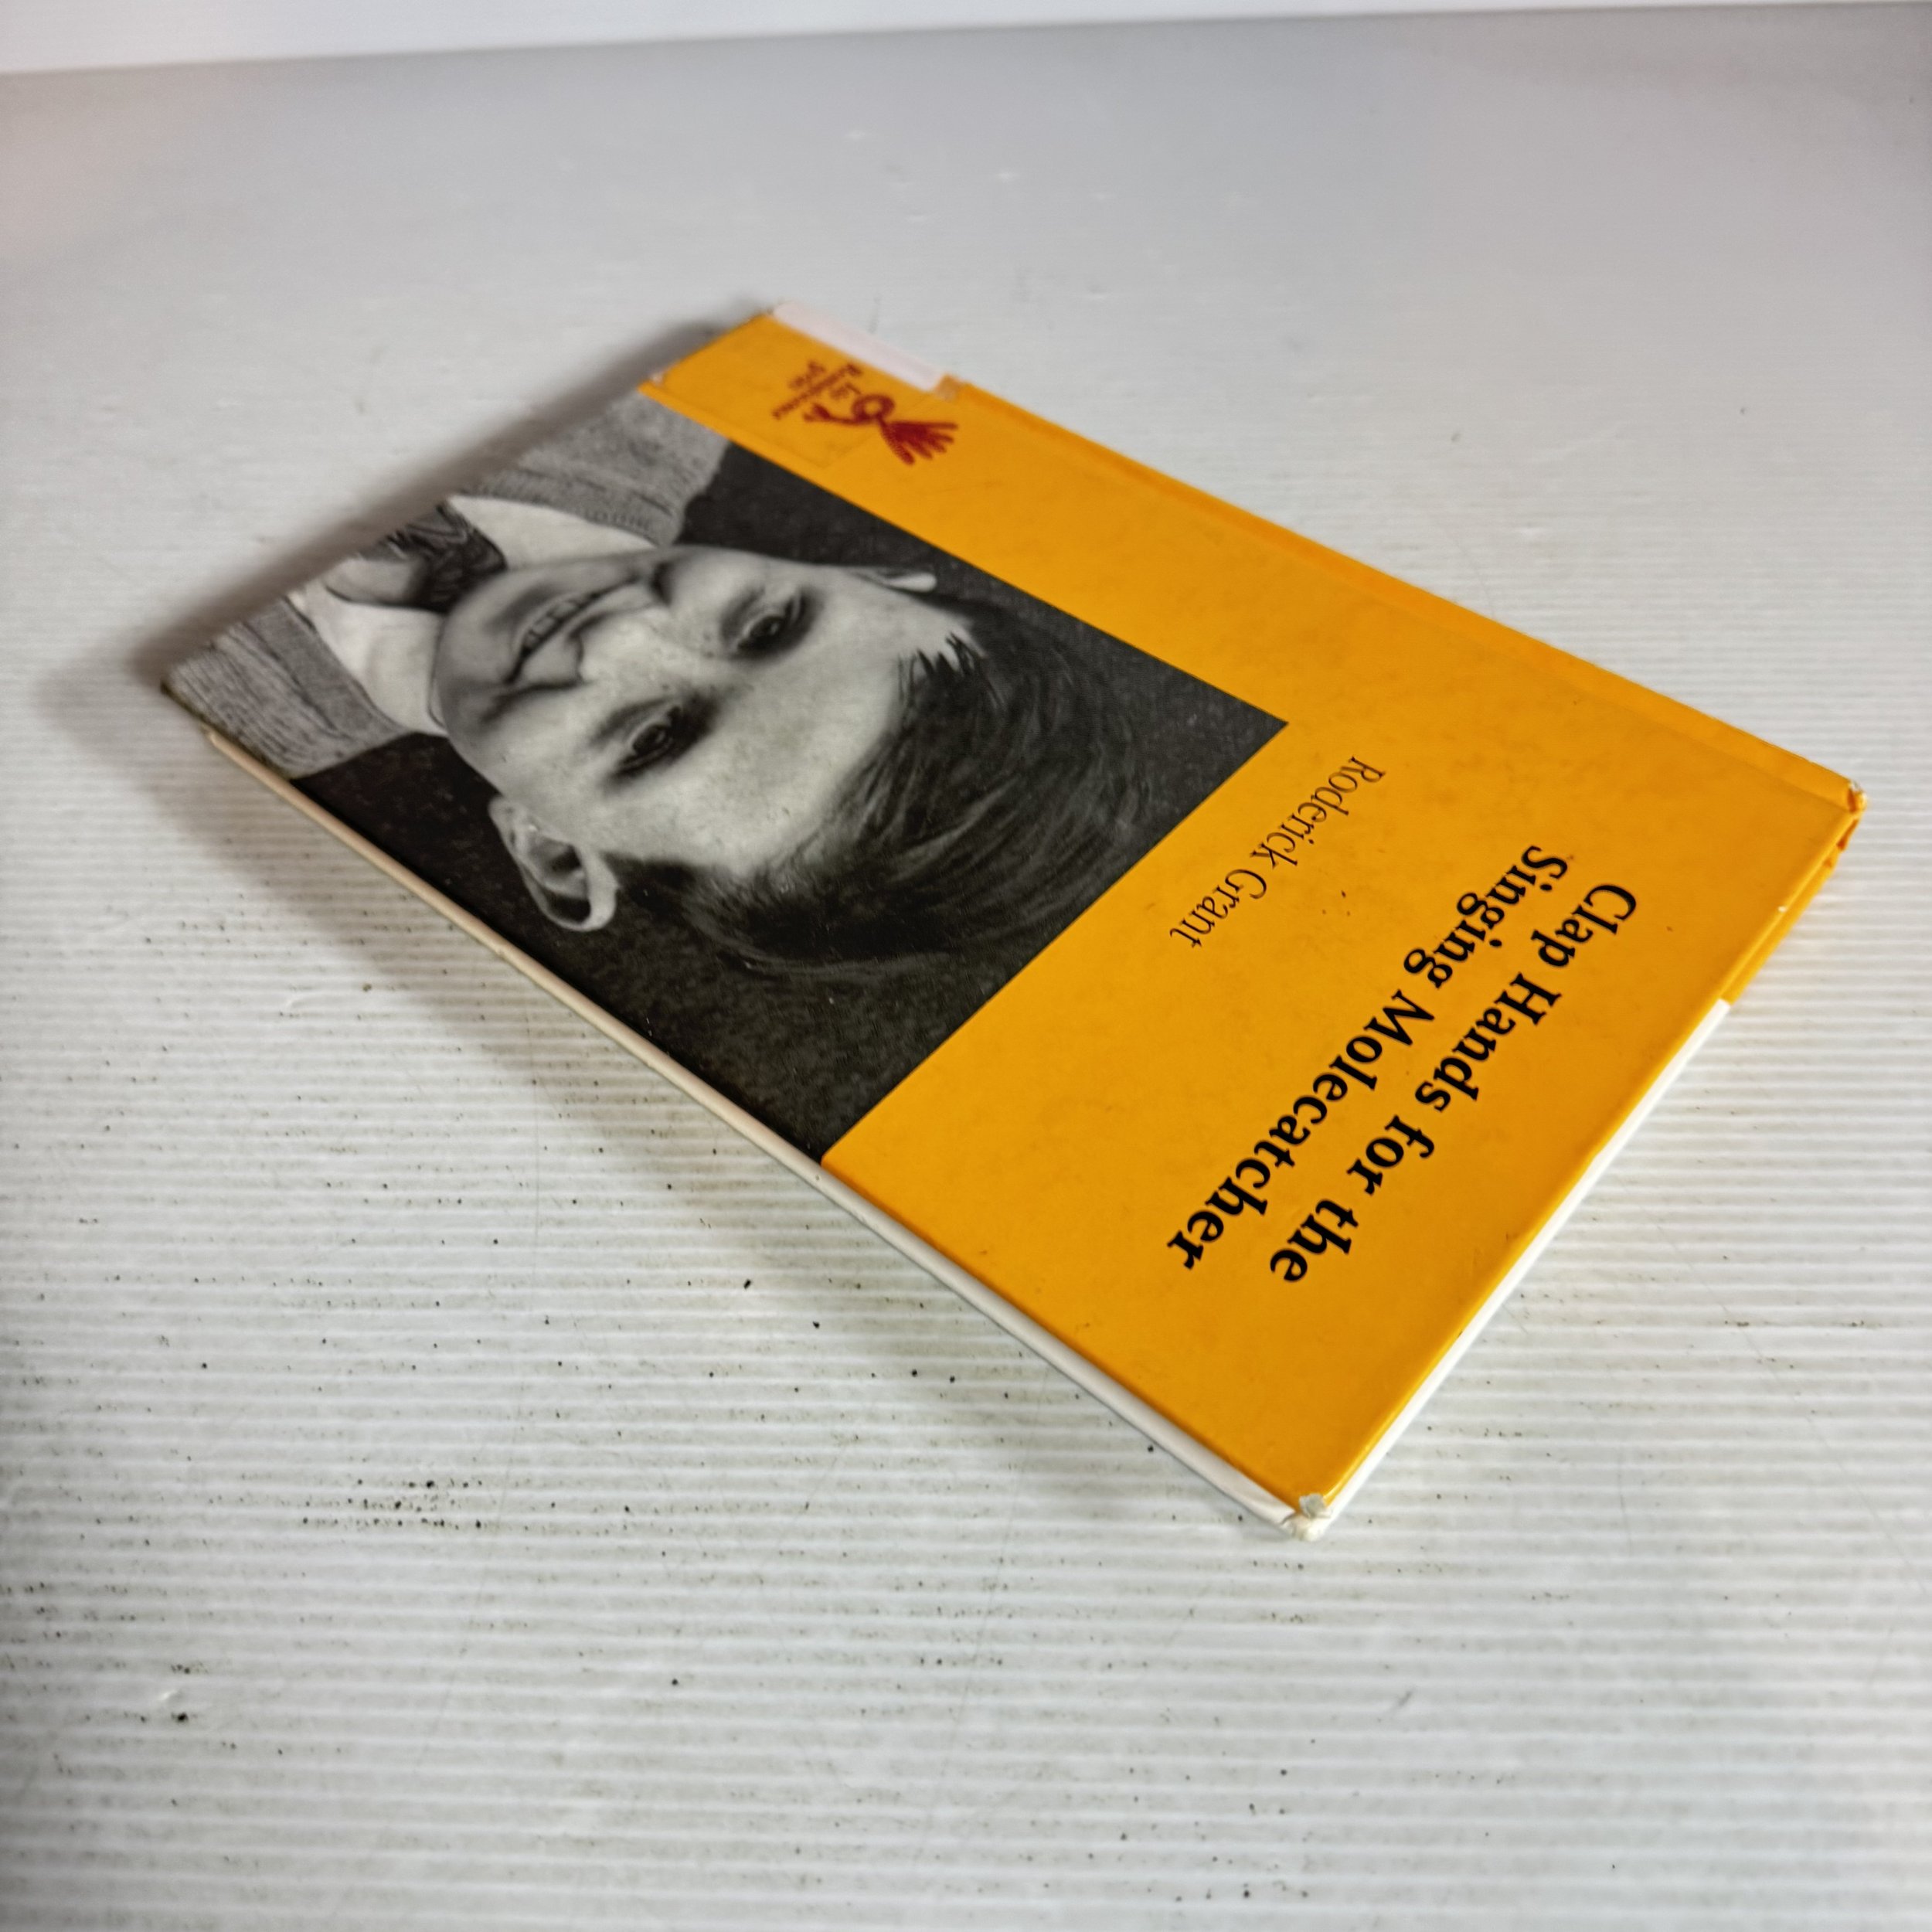 Clap Hands for the
Singing Molecatcher
Roderick Grant